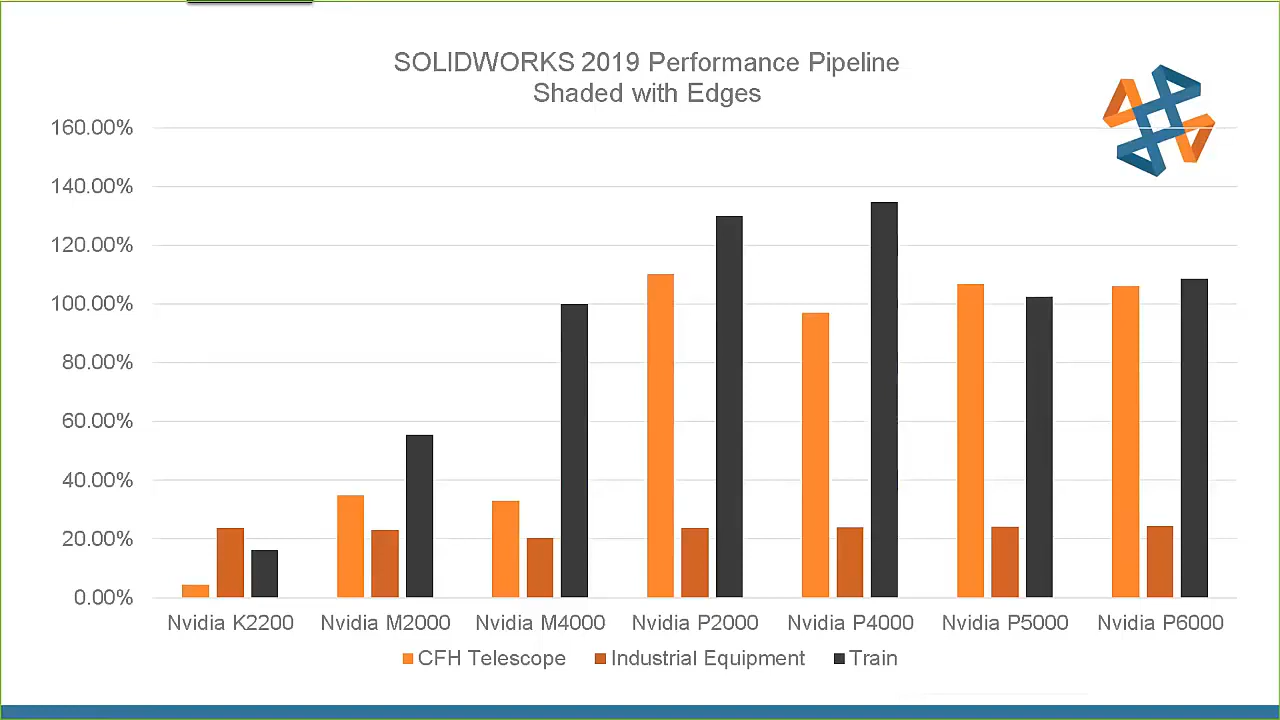 SOLIDWORKS 2019 Performance Pipeline
Shaded with Edges
160.00%
140.00%
120.00%
100.00%
80.00%
60.00%
40.00%
20.00%
0.00%
Nvidia K2200 Nvidia M2000 Nvidia M4000 Nvidia P2000 Nvidia P4000 Nvidia P5000 Nvidia P6000
CFH Telescope Industrial Equipment Train